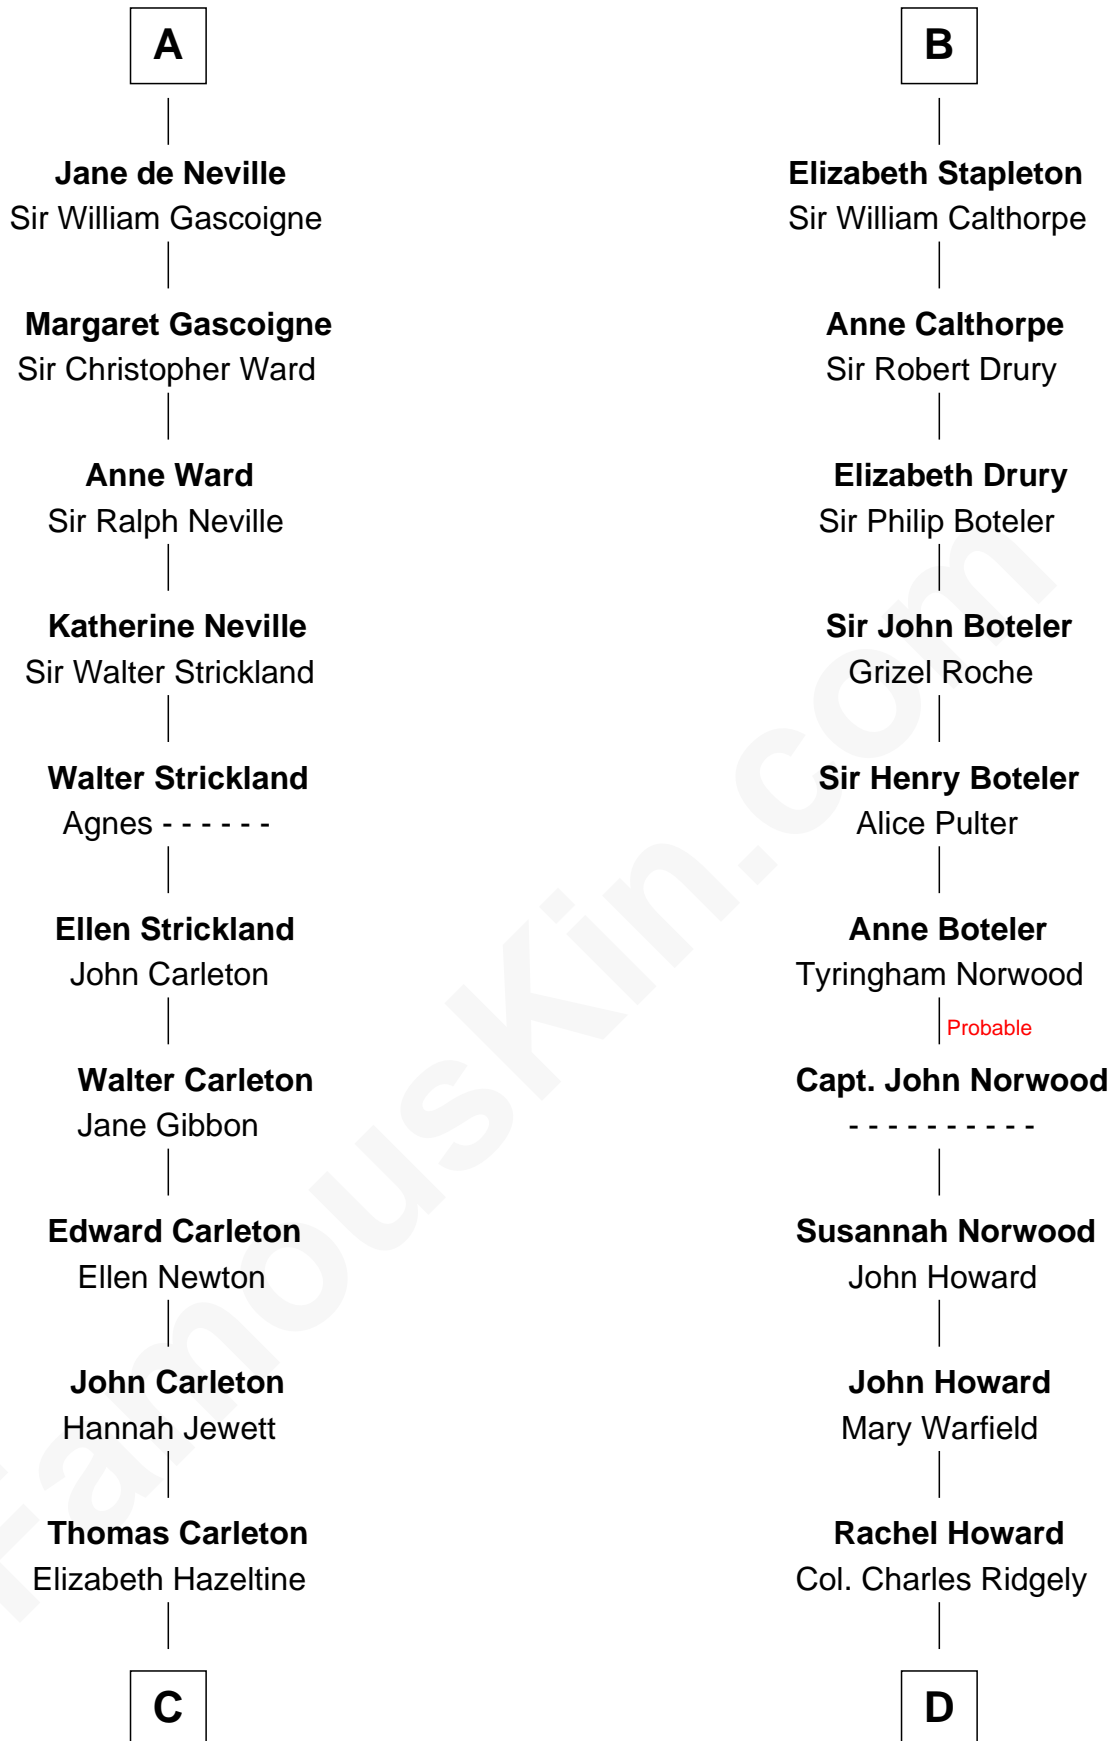 A
Jane de Neville
Sir William Gascoigne
Margaret Gascoigne
Sir Christopher Ward
Anne Ward
Sir Ralph Neville
Katherine Neville
Sir Walter Strickland
Walter Strickland
Agnes - - - - - -
Ellen Strickland
John Carleton
Walter Carleton
Jane Gibbon
Edward Carleton
Ellen Newton
John Carleton
Hannah Jewett
Thomas Carleton
Elizabeth Hazeltine
C
B
Elizabeth Stapleton
Sir William Calthorpe
Anne Calthorpe
Sir Robert Drury
Elizabeth Drury
Sir Philip Boteler
Sir John Boteler
Grizel Roche
Sir Henry Boteler
Alice Pulter
Anne Boteler
Tyringham Norwood
Probable
Capt. John Norwood
- - - - - - - - - -
Susannah Norwood
John Howard
John Howard
Mary Warfield
Rachel Howard
Col. Charles Ridgely
D
FamousKin.com